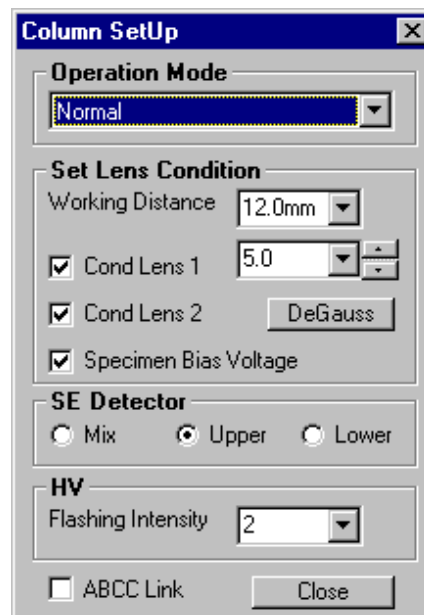 Column SetUp
Operation Mode
Normal
Set Lens Condition
Working Distance 12.0mm
Cond Lens 1 5.0
Cond Lens 2 DeGauss
Specimen Bias Voltage
SE Detector
Mix Upper Lower
HV
Flashing Intensity 2
ABCC Link Close